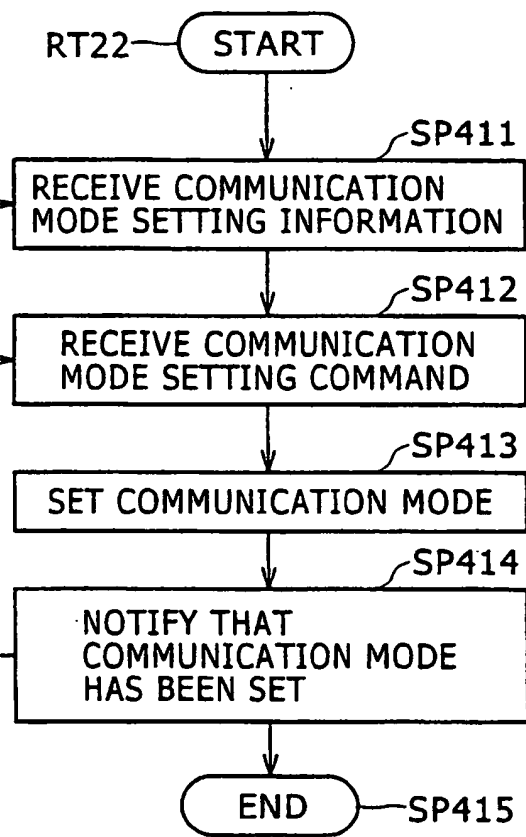 RT22 START
SP411
RECEIVE COMMUNICATION
MODE SETTING INFORMATION
SP412
RECEIVE COMMUNICATION
MODE SETTING COMMAND
SP413
SET COMMUNICATION MODE
SP414
NOTIFY THAT
COMMUNICATION MODE
HAS BEEN SET
END SP415